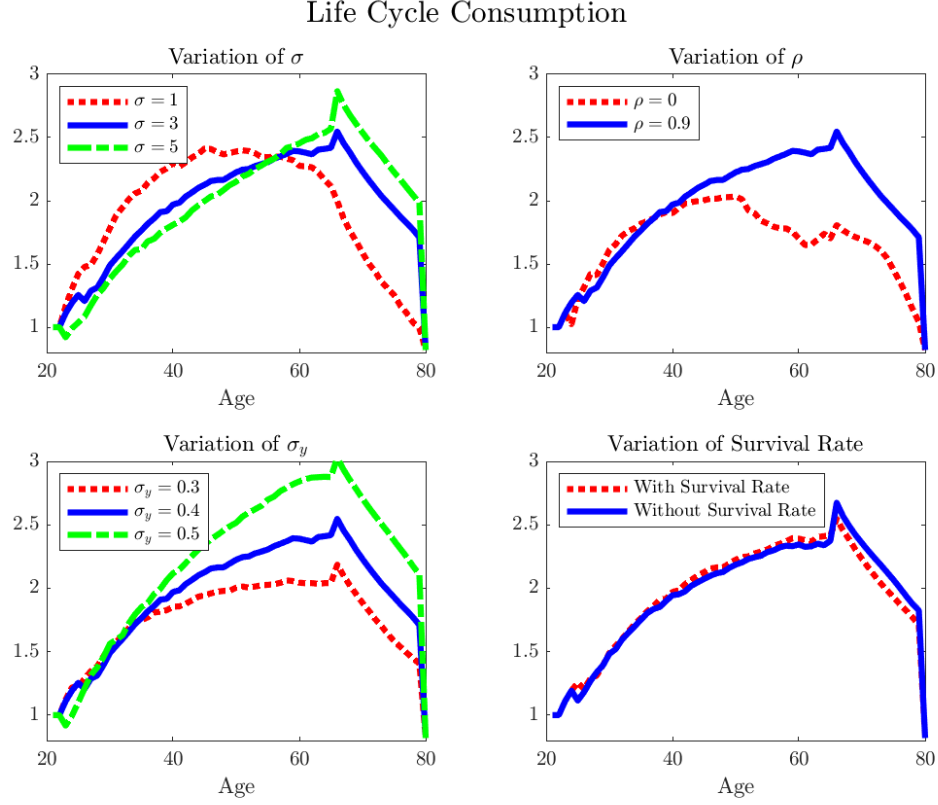 Life Cycle Consumption
Variation of σ
3
2.5
2
1.5
1
σ = 1
σ = 3
σ = 5
20 40 60 80
Age
Variation of ρ
3
2.5
2
1.5
1
ρ = 0
ρ = 0.9
20 40 60 80
Age
Variation of σ_y
3
2.5
2
1.5
1
σ_y = 0.3
σ_y = 0.4
σ_y = 0.5
20 40 60 80
Age
Variation of Survival Rate
3
2.5
2
1.5
1
With Survival Rate
Without Survival Rate
20 40 60 80
Age